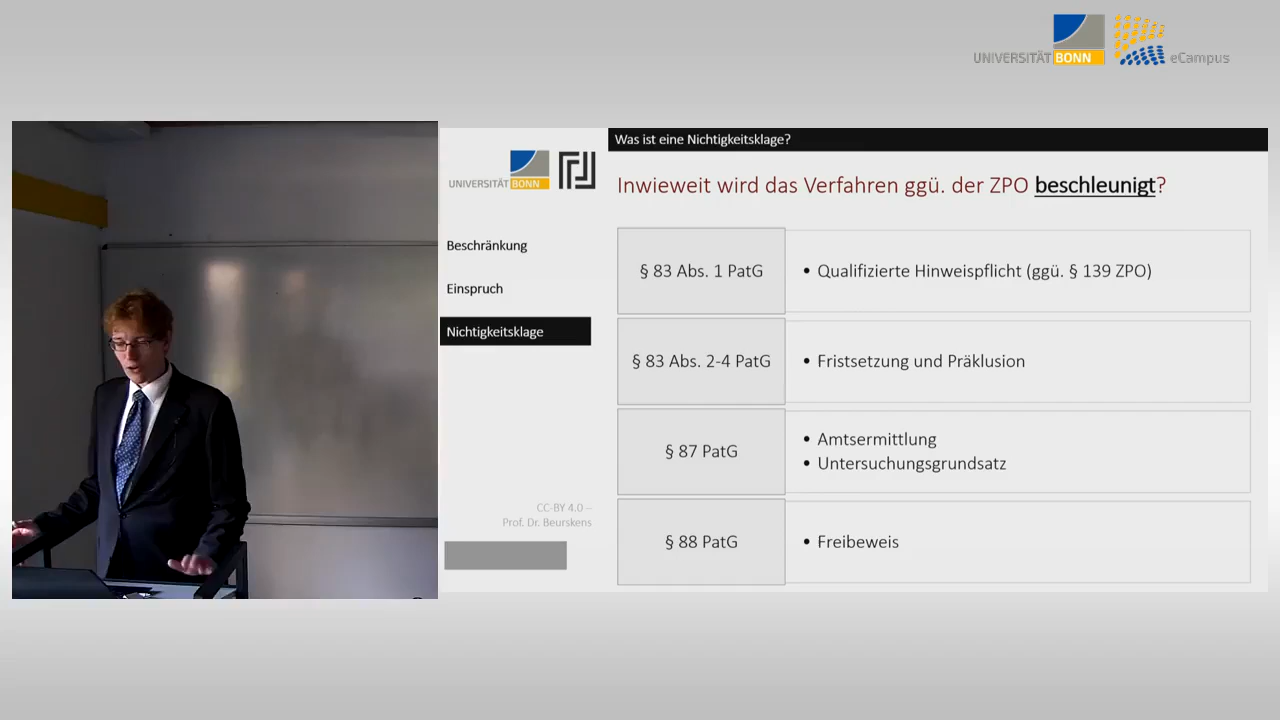 UNIVERSITÄT BONN
eCampus
UNIVERSITÄT BONN
Beschränkung
Einspruch
Nichtigkeitsklage
CC-BY 4.0 –
Prof. Dr. Beurskens
Was ist eine Nichtigkeitsklage?
Inwieweit wird das Verfahren ggü. der ZPO beschleunigt?
§ 83 Abs. 1 PatG
• Qualifizierte Hinweispflicht (ggü. § 139 ZPO)
§ 83 Abs. 2-4 PatG
• Fristsetzung und Präklusion
§ 87 PatG
• Amtsermittlung
• Untersuchungsgrundsatz
§ 88 PatG
• Freibeweis